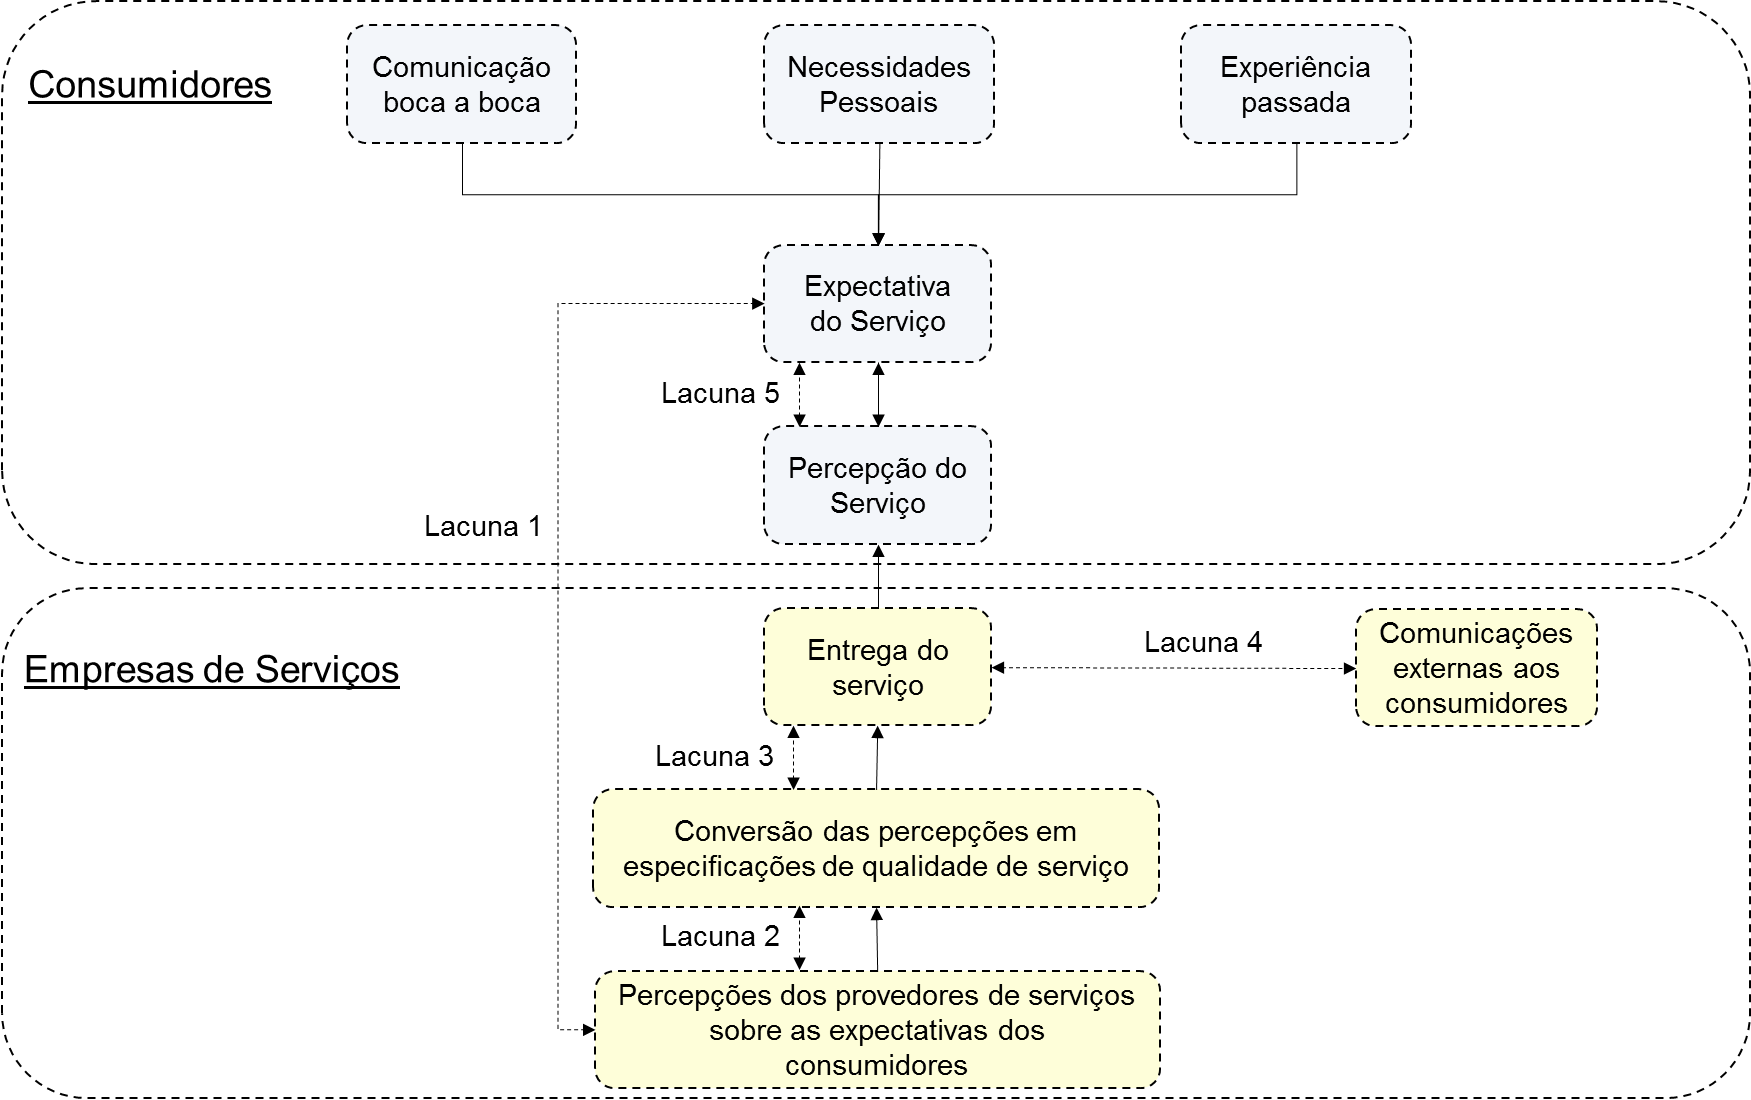 Consumidores
Comunicação
boca a boca
Necessidades
Pessoais
Experiência
passada
Expectativa
do Serviço
Lacuna 5
Percepção do
Serviço
Lacuna 1
Empresas de Serviços
Entrega do
serviço
Lacuna 4
Comunicações
externas aos
consumidores
Lacuna 3
Conversão das percepções em
especificações de qualidade de serviço
Lacuna 2
Percepções dos provedores de serviços
sobre as expectativas dos
consumidores